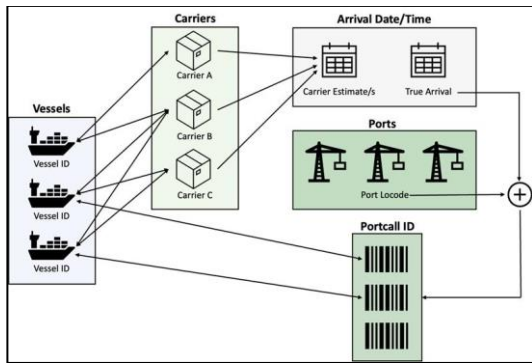 Carriers
Carrier A
Carrier B
Carrier C
Arrival Date/Time
Carrier Estimate/s
True Arrival
Vessels
Vessel ID
Vessel ID
Vessel ID
Ports
Port Locode
Portcall ID